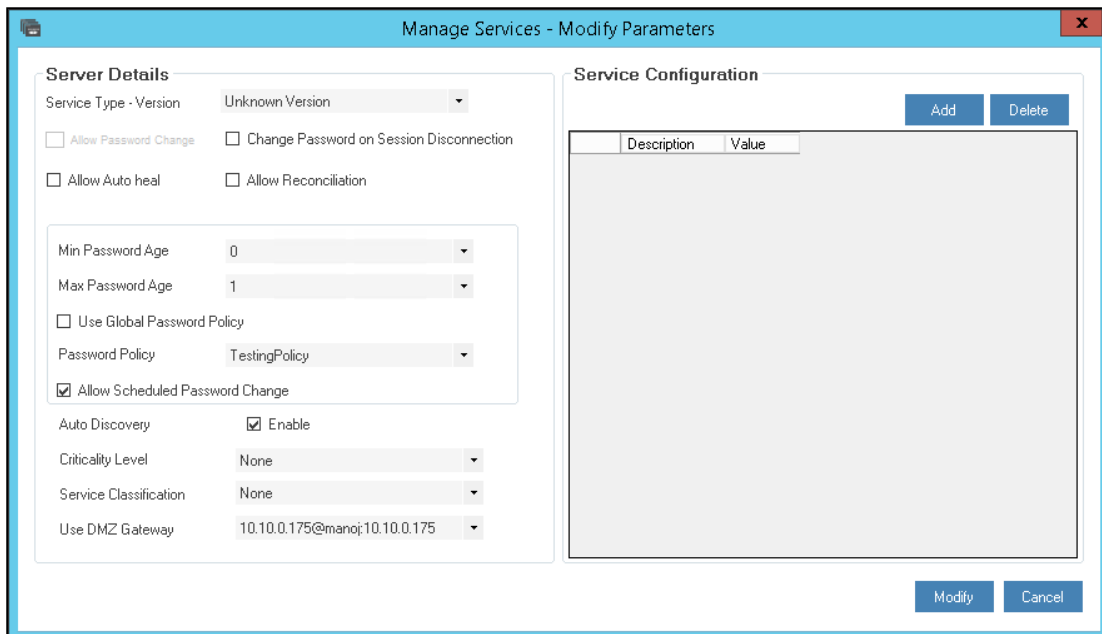 Manage Services - Modify Parameters
x
Server Details
Service Type - Version Unknown Version
Allow Password Change Change Password on Session Disconnection
Allow Auto heal Allow Reconciliation
Min Password Age 0
Max Password Age 1
Use Global Password Policy
Password Policy TestingPolicy
Allow Scheduled Password Change
Auto Discovery Enable
Criticality Level None
Service Classification None
Use DMZ Gateway 10.10.0.175@manoj:10.10.0.175
Service Configuration
Add Delete
Description Value
Modify Cancel